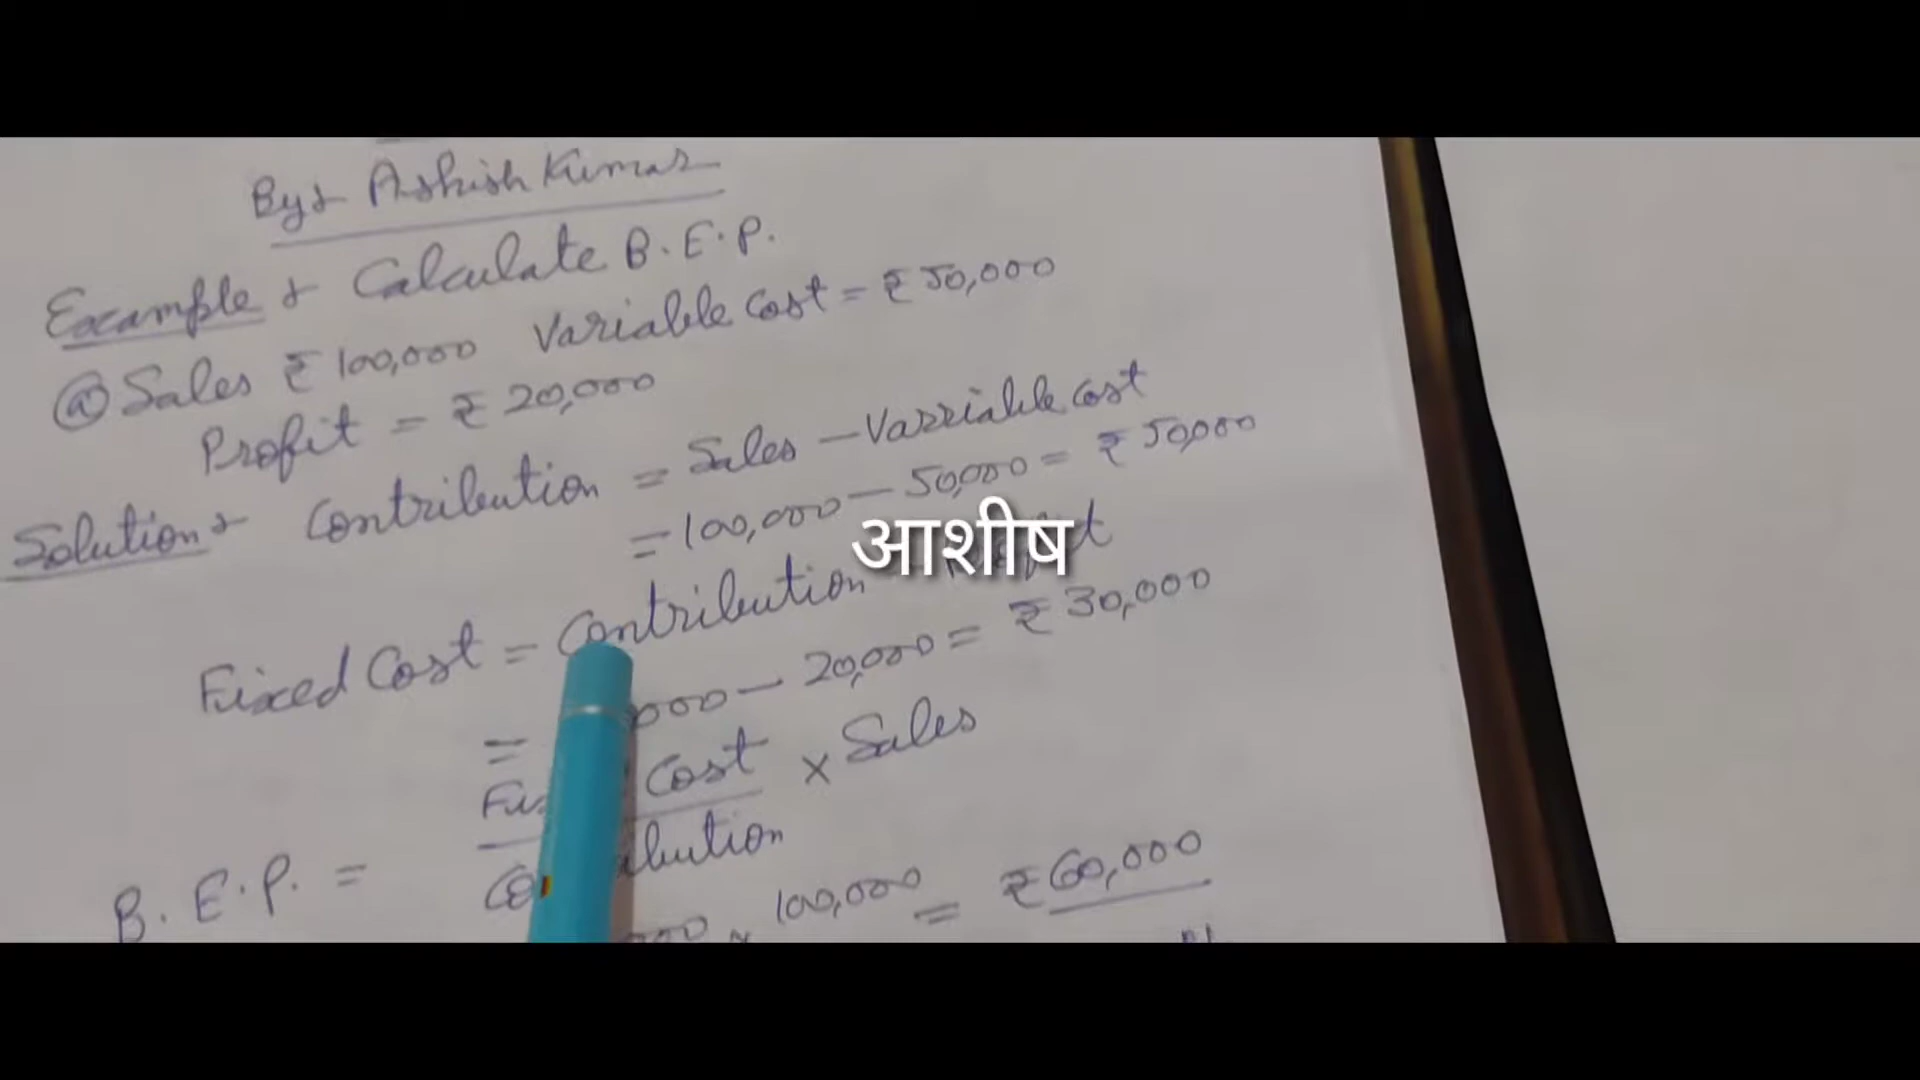 By:- Ashish Kumar
Example :- Calculate B.E.P.
@ Sales ₹ 100,000 Variable Cost = ₹ 50,000
Profit = ₹ 20,000
Solution :- Contribution = Sales - Varriable cost
= 100,000 - 50,000 = ₹ 50,000
आशीष
Fixed Cost = Contribution
= 000 - 20,000 = ₹ 30,000
Cost × Sales
B.E.P. =
100,000 = ₹ 60,000